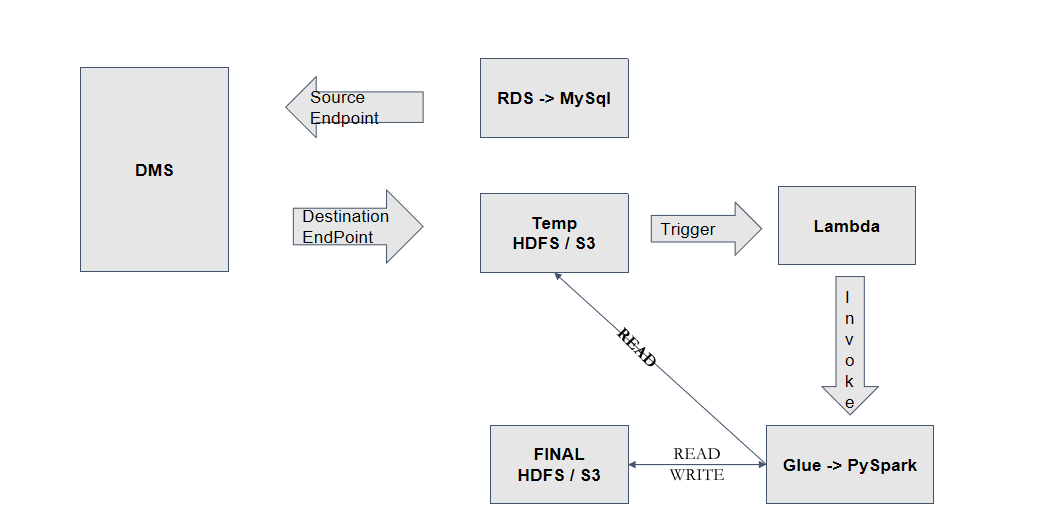 DMS
Source
Endpoint
RDS -> MySql
Destination
EndPoint
Temp
HDFS / S3
Trigger
Lambda
I
n
v
o
k
e
READ
FINAL
HDFS / S3
READ
WRITE
Glue -> PySpark